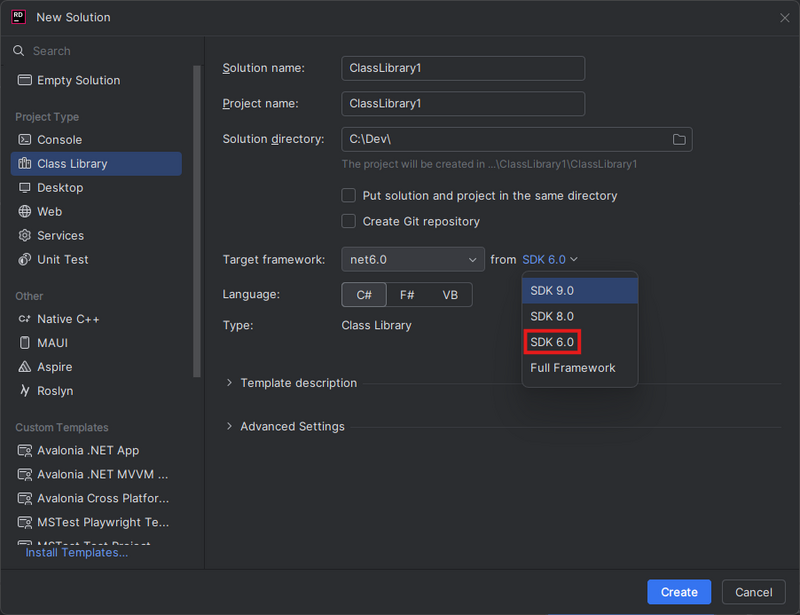 RD
New Solution
Search
Empty Solution
Project Type
Console
Class Library
Desktop
Web
Services
Unit Test
Other
Native C++
MAUI
Aspire
Roslyn
Custom Templates
Avalonia .NET App
Avalonia .NET MVVM ...
Avalonia Cross Platfor...
MSTest Playwright Te...
MSTest Test Project
Install Templates...
Solution name: ClassLibrary1
Project name: ClassLibrary1
Solution directory: C:\Dev\
The project will be created in ...\ClassLibrary1\ClassLibrary1
Put solution and project in the same directory
Create Git repository
Target framework: net6.0 from SDK 6.0
SDK 9.0
SDK 8.0
SDK 6.0
Full Framework
Language: C# F# VB
Type: Class Library
Template description
Advanced Settings
Create Cancel